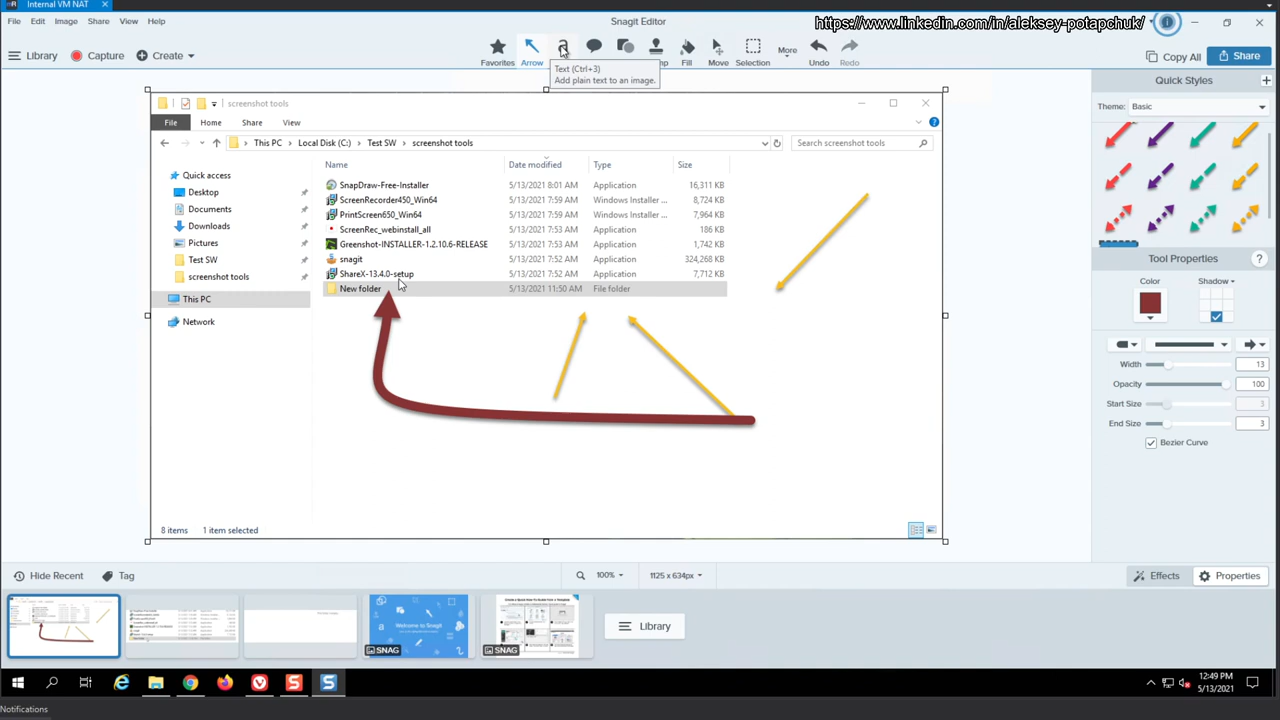 Internal VM NAT
File Edit Image Share View Help
Snagit Editor
https://www.linkedin.com/in/aleksey-potapchuk/
Library Capture Create
Favorites Arrow Fill Move Selection More Undo Redo
Copy All Share
Text (Ctrl+3)
Add plain text to an image.
Quick Styles
Theme: Basic
screenshot tools
File Home Share View
This PC Local Disk (C:) Test SW screenshot tools
Search screenshot tools
Name Date modified Type Size
Quick access
Desktop
Documents
Downloads
Pictures
Test SW
screenshot tools
This PC
Network
SnapDraw-Free-Installer 5/13/2021 8:01 AM Application 16,311 KB
ScreenRecorder450_Win64 5/13/2021 7:59 AM Windows Installer ... 8,724 KB
PrintScreen650_Win64 5/13/2021 7:59 AM Windows Installer ... 7,964 KB
ScreenRec_webinstall_all 5/13/2021 7:53 AM Application 186 KB
Greenshot-INSTALLER-1.2.10.6-RELEASE 5/13/2021 7:53 AM Application 1,742 KB
snagit 5/13/2021 7:52 AM Application 324,268 KB
ShareX-13.4.0-setup 5/13/2021 7:52 AM Application 7,712 KB
New folder 5/13/2021 11:50 AM File folder
8 items 1 item selected
Tool Properties ?
Color Shadow
Width 13
Opacity 100
Start Size 3
End Size 3
Bezier Curve
Hide Recent Tag
100% 1125 x 634px
Effects Properties
Welcome to Snagit
SNAG
SNAG
Library
12:49 PM
5/13/2021
Notifications